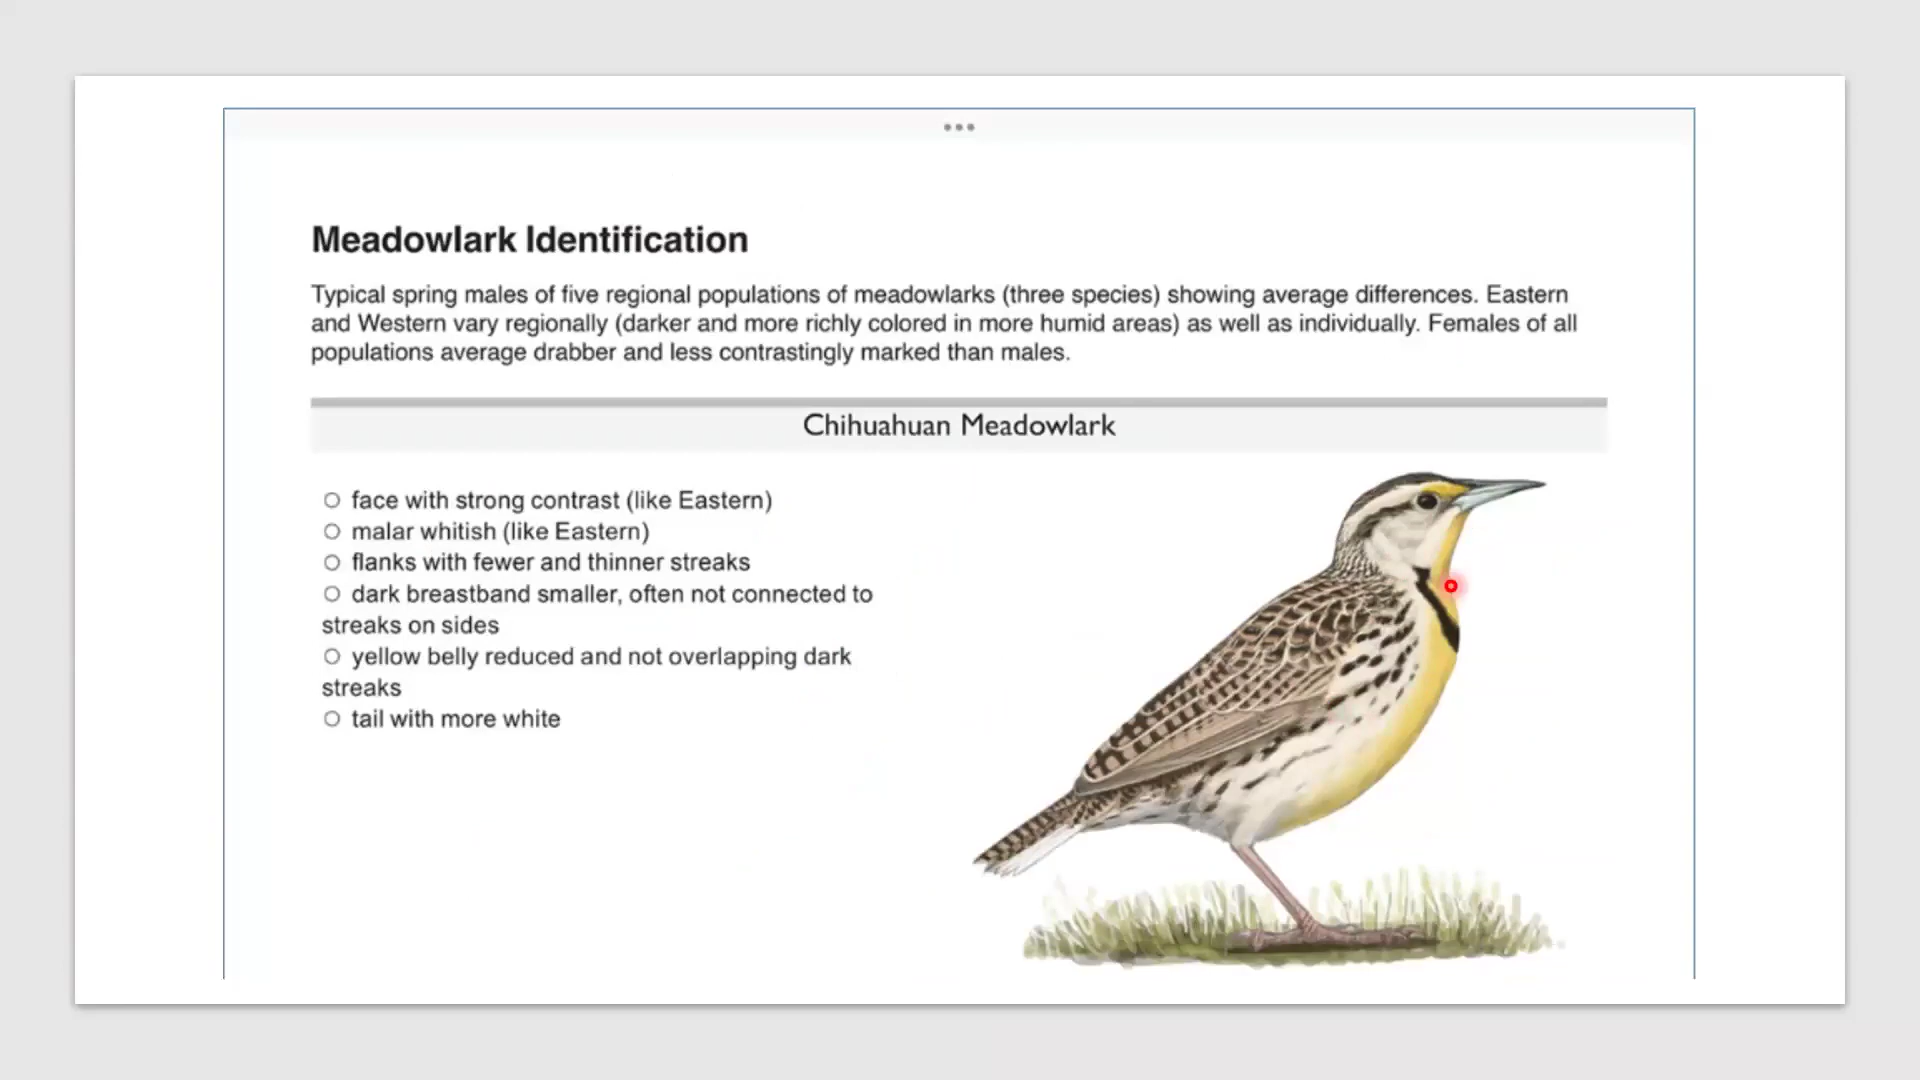 Meadowlark Identification
Typical spring males of five regional populations of meadowlarks (three species) showing average differences. Eastern
and Western vary regionally (darker and more richly colored in more humid areas) as well as individually. Females of all
populations average drabber and less contrastingly marked than males.
Chihuahuan Meadowlark
face with strong contrast (like Eastern)
malar whitish (like Eastern)
flanks with fewer and thinner streaks
dark breastband smaller, often not connected to
streaks on sides
yellow belly reduced and not overlapping dark
streaks
tail with more white